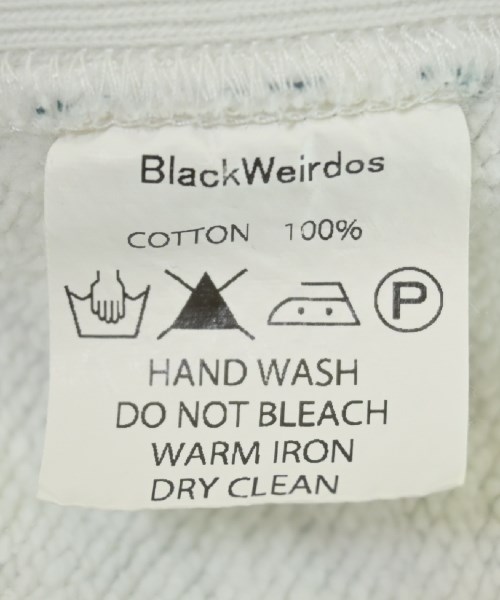 BlackWeirdos
COTTON 100%
P
HAND WASH
DO NOT BLEACH
WARM IRON
DRY CLEAN